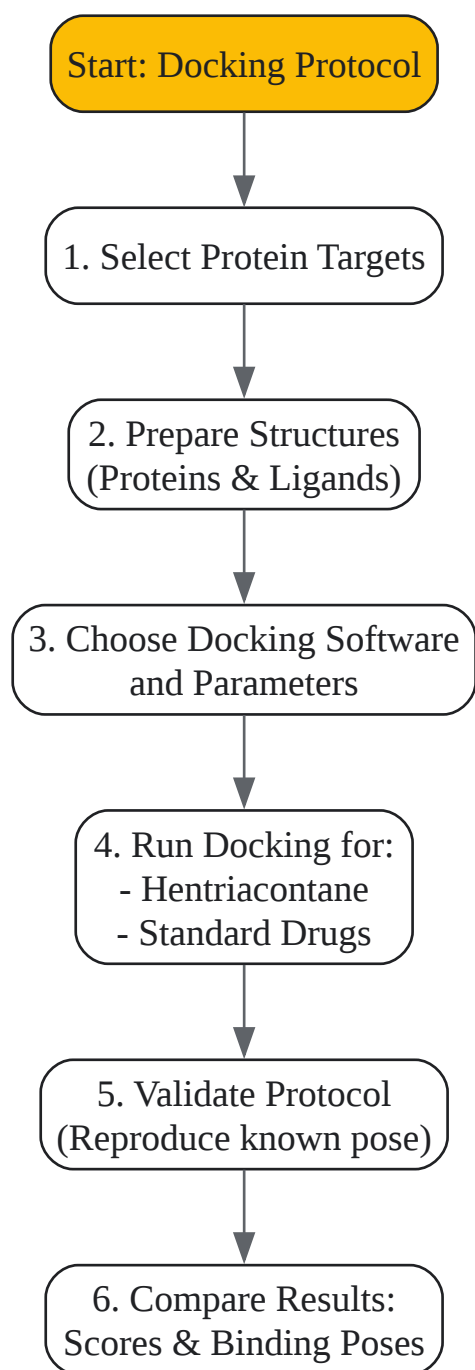 Start: Docking Protocol
1. Select Protein Targets
2. Prepare Structures
(Proteins & Ligands)
3. Choose Docking Software
and Parameters
4. Run Docking for:
- Hentriacontane
- Standard Drugs
5. Validate Protocol
(Reproduce known pose)
6. Compare Results:
Scores & Binding Poses